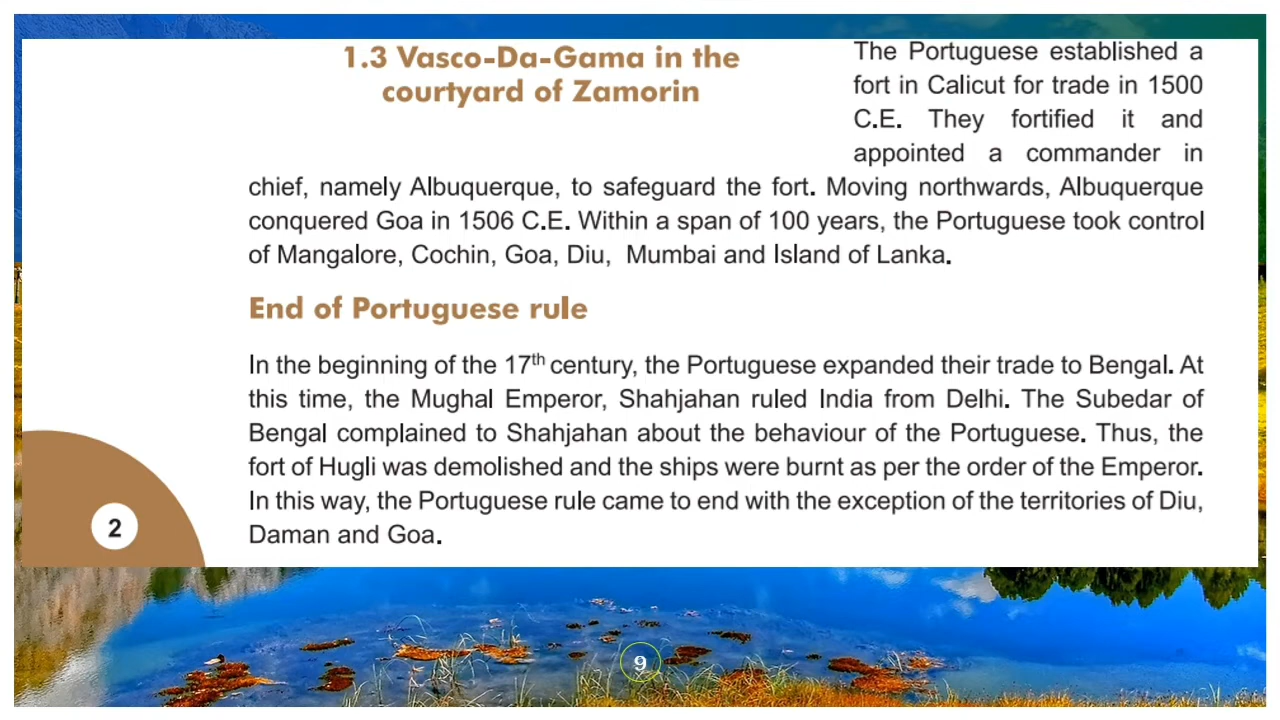 1.3 Vasco-Da-Gama in the
courtyard of Zamorin
The Portuguese established a
fort in Calicut for trade in 1500
C.E. They fortified it and
appointed a commander in
chief, namely Albuquerque, to safeguard the fort. Moving northwards, Albuquerque
conquered Goa in 1506 C.E. Within a span of 100 years, the Portuguese took control
of Mangalore, Cochin, Goa, Diu, Mumbai and Island of Lanka.
End of Portuguese rule
In the beginning of the 17th century, the Portuguese expanded their trade to Bengal. At
this time, the Mughal Emperor, Shahjahan ruled India from Delhi. The Subedar of
Bengal complained to Shahjahan about the behaviour of the Portuguese. Thus, the
fort of Hugli was demolished and the ships were burnt as per the order of the Emperor.
In this way, the Portuguese rule came to end with the exception of the territories of Diu,
Daman and Goa.
2
9